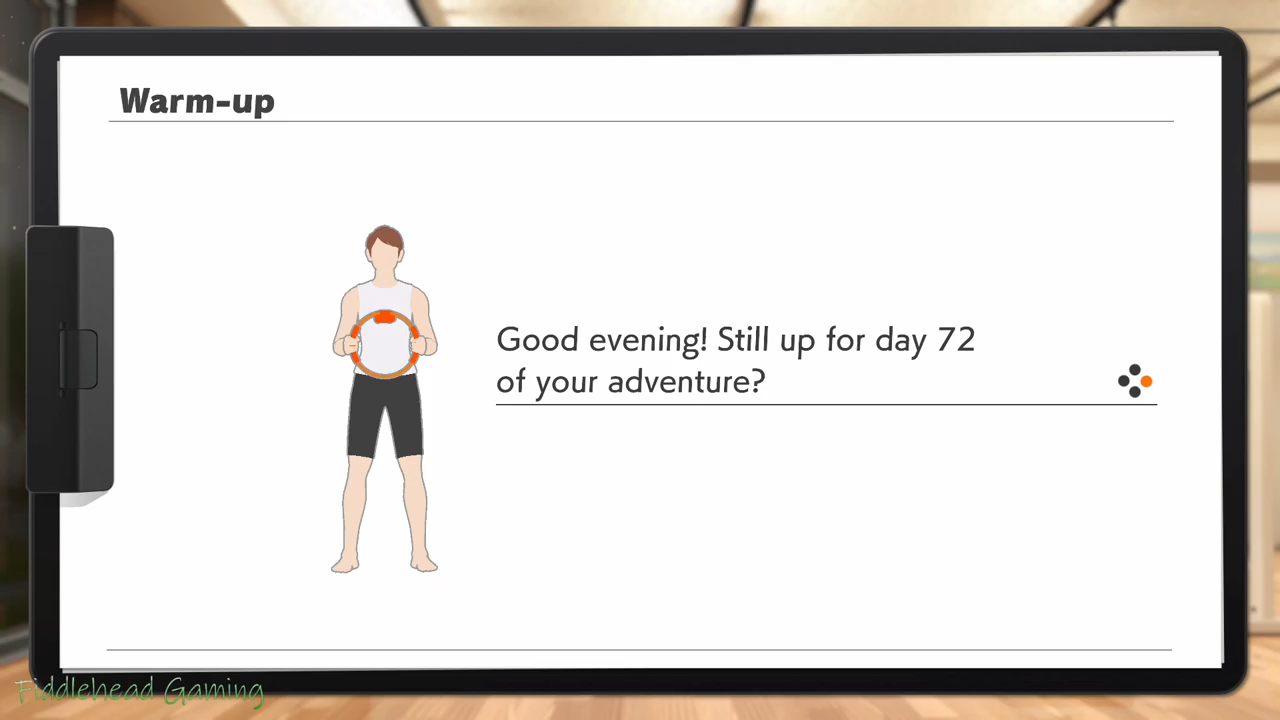 Warm-up
Good evening! Still up for day 72
of your adventure?
Fiddlehead Gaming